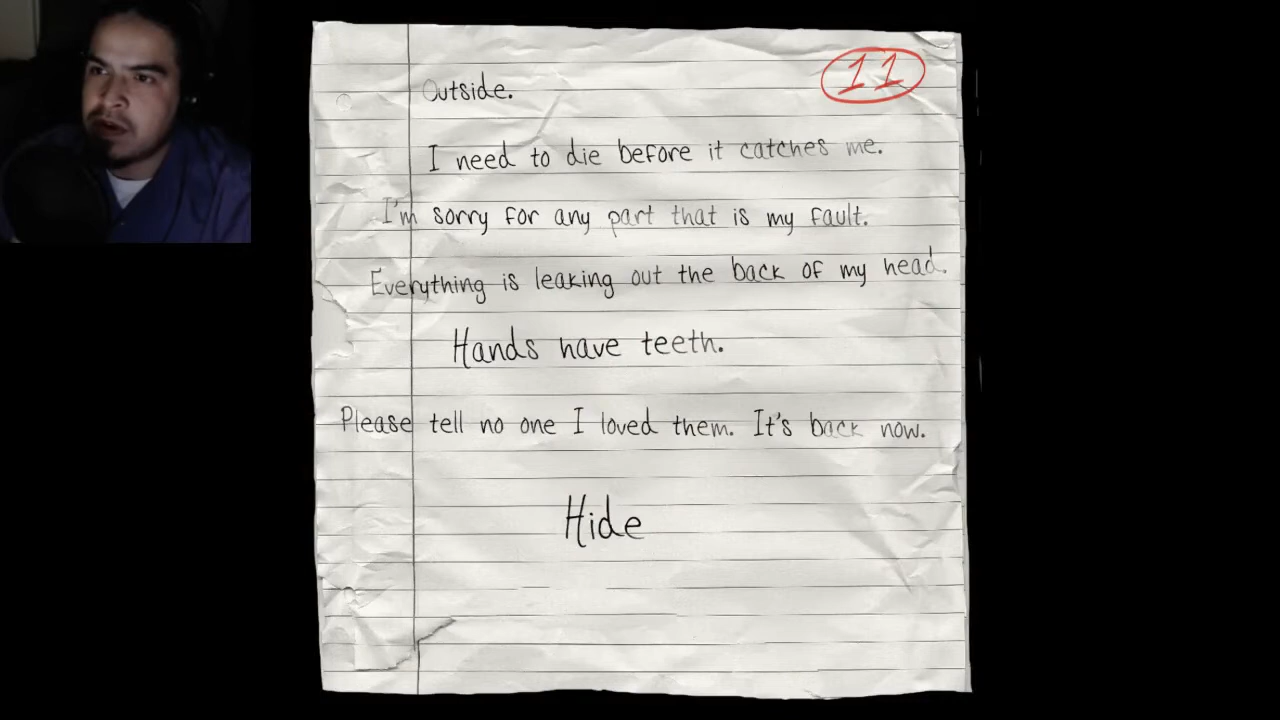 11
Outside.
I need to die before it catches me.
I'm sorry for any part that is my fault.
Everything is leaking out the back of my head.
Hands have teeth.
Please tell no one I loved them. It's back now.
Hide